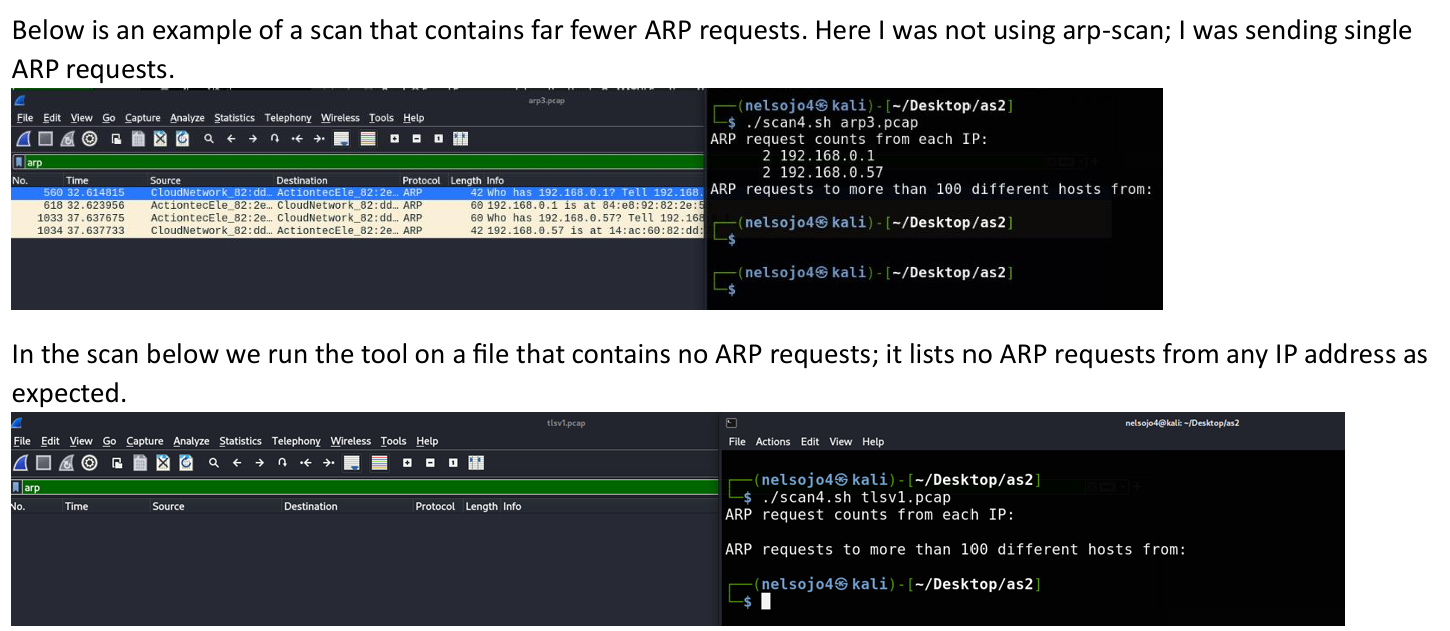 Below is an example of a scan that contains far fewer ARP requests. Here I was not using arp-scan; I was sending single
ARP requests.
arp3.pcap
File Edit View Go Capture Analyze Statistics Telephony Wireless Tools Help
arp
No. Time Source Destination Protocol Length Info
560 32.614815 CloudNetwork_82:dd… ActiontecEle_82:2e… ARP 42 Who has 192.168.0.1? Tell 192.168.
618 32.623956 ActiontecEle_82:2e… CloudNetwork_82:dd… ARP 60 192.168.0.1 is at 84:e8:92:82:2e:5
1033 37.637675 ActiontecEle_82:2e… CloudNetwork_82:dd… ARP 60 Who has 192.168.0.57? Tell 192.168
1034 37.637733 CloudNetwork_82:dd… ActiontecEle_82:2e… ARP 42 192.168.0.57 is at 14:ac:60:82:dd:
(nelsojo4㉿kali)-[~/Desktop/as2]
$ ./scan4.sh arp3.pcap
ARP request counts from each IP:
2 192.168.0.1
2 192.168.0.57
ARP requests to more than 100 different hosts from:
(nelsojo4㉿kali)-[~/Desktop/as2]
$
(nelsojo4㉿kali)-[~/Desktop/as2]
$
In the scan below we run the tool on a file that contains no ARP requests; it lists no ARP requests from any IP address as
expected.
tlsv1.pcap
File Edit View Go Capture Analyze Statistics Telephony Wireless Tools Help
arp
No. Time Source Destination Protocol Length Info
nelsojo4@kali: ~/Desktop/as2
File Actions Edit View Help
(nelsojo4㉿kali)-[~/Desktop/as2]
$ ./scan4.sh tlsv1.pcap
ARP request counts from each IP:
ARP requests to more than 100 different hosts from:
(nelsojo4㉿kali)-[~/Desktop/as2]
$